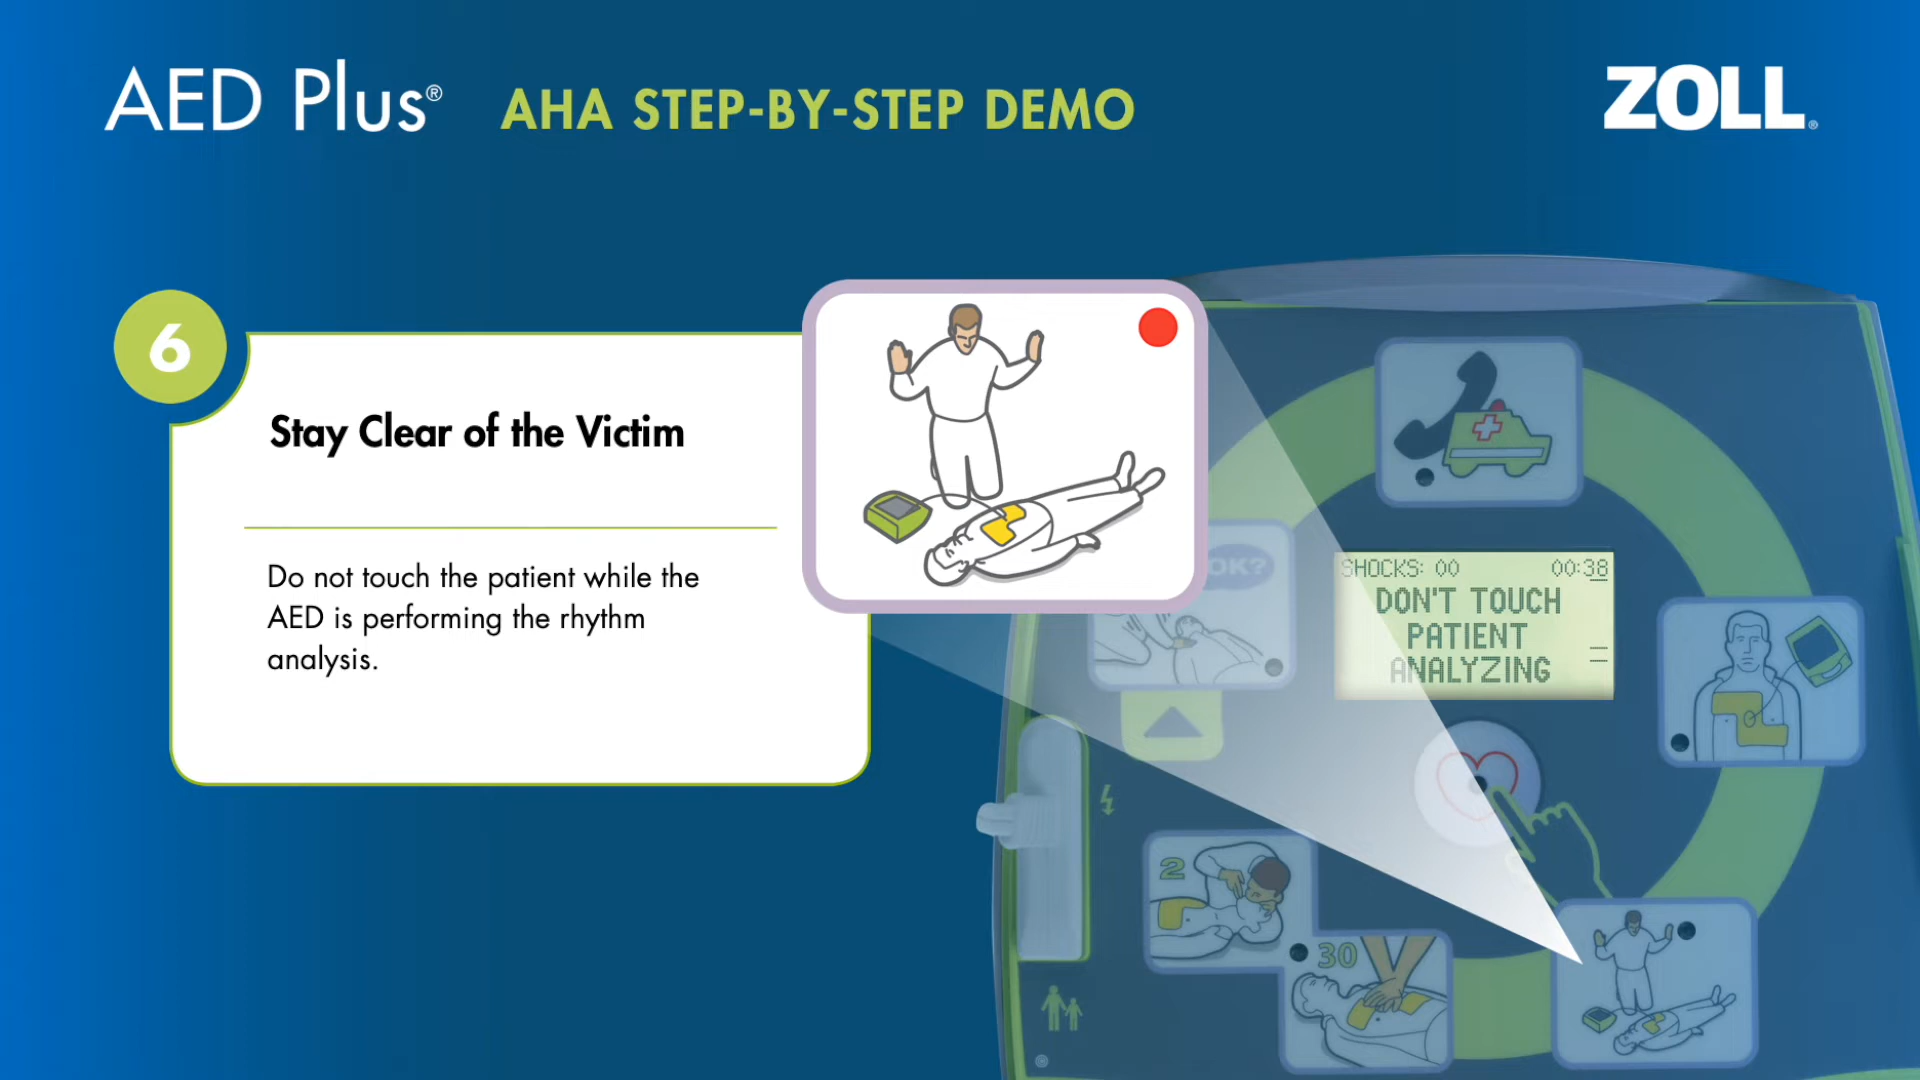 AED Plus®
AHA STEP-BY-STEP DEMO
ZOLL®
6
Stay Clear of the Victim
Do not touch the patient while the
AED is performing the rhythm
analysis.
OK?
SHOCKS: 00 00:38
DON'T TOUCH
PATIENT
ANALYZING
2
30
®